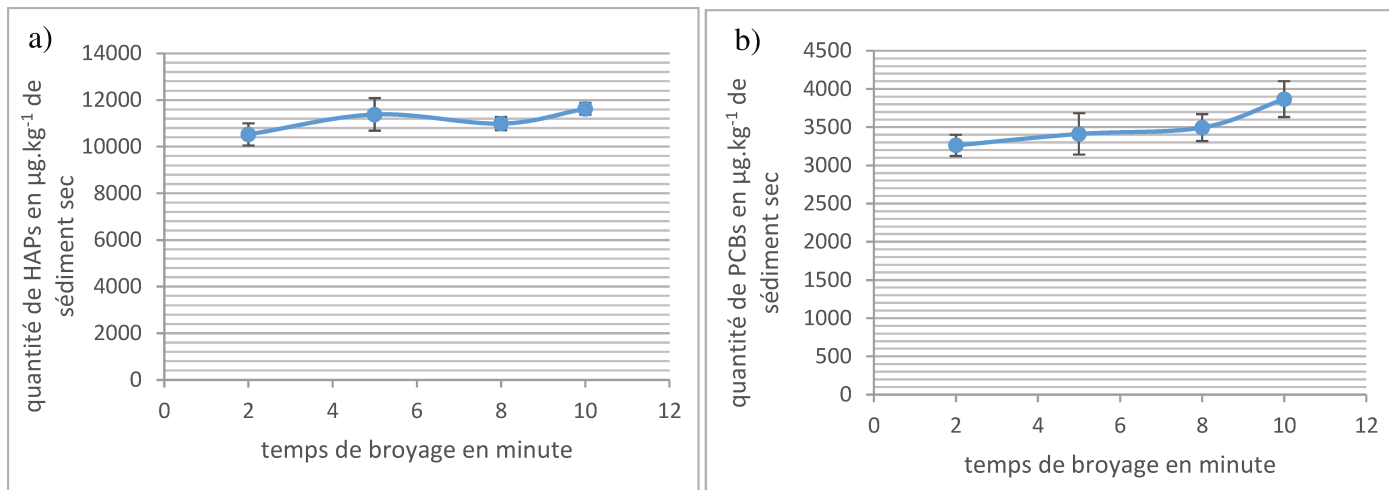 a)
quantité de HAPs en µg.kg-1 de
sédiment sec
14000
12000
10000
8000
6000
4000
2000
0
0 2 4 6 8 10 12
temps de broyage en minute
b)
quantité de PCBs en µg.kg-1 de
sédiment sec
4500
4000
3500
3000
2500
2000
1500
1000
500
0
0 2 4 6 8 10 12
temps de broyage en minute